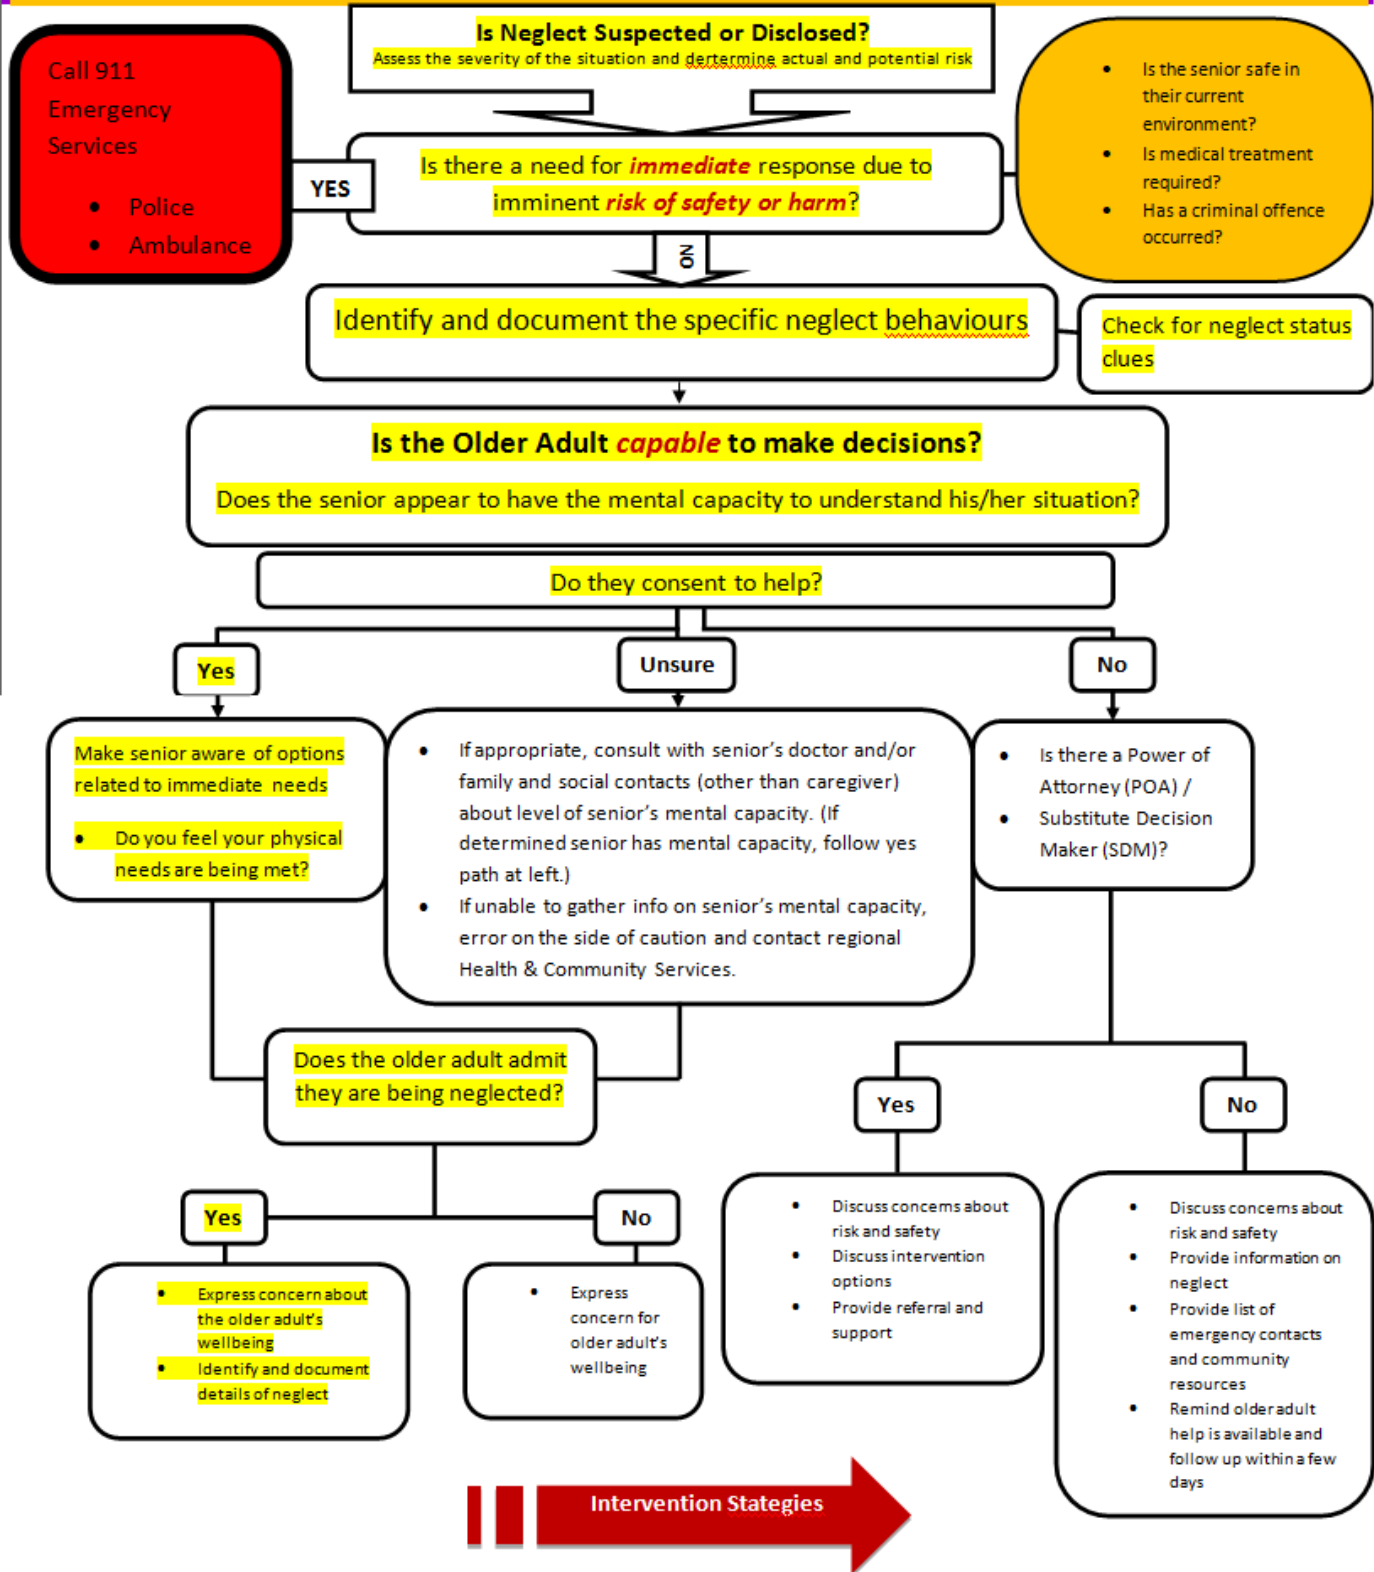 Is Neglect Suspected or Disclosed?
Assess the severity of the situation and dertermine actual and potential risk
Call 911
Emergency
Services
• Police
• Ambulance
YES
Is there a need for immediate response due to
imminent risk of safety or harm?
• Is the senior safe in
their current
environment?
• Is medical treatment
required?
• Has a criminal offence
occurred?
NO
Identify and document the specific neglect behaviours
Check for neglect status
clues
Is the Older Adult capable to make decisions?
Does the senior appear to have the mental capacity to understand his/her situation?
Do they consent to help?
Yes
Unsure
No
Make senior aware of options
related to immediate needs
• Do you feel your physical
needs are being met?
• If appropriate, consult with senior's doctor and/or
family and social contacts (other than caregiver)
about level of senior's mental capacity. (If
determined senior has mental capacity, follow yes
path at left.)
• If unable to gather info on senior's mental capacity,
error on the side of caution and contact regional
Health & Community Services.
• Is there a Power of
Attorney (POA) /
• Substitute Decision
Maker (SDM)?
Does the older adult admit
they are being neglected?
Yes
No
Yes
No
• Express concern about
the older adult's
wellbeing
• Identify and document
details of neglect
• Express
concern for
older adult's
wellbeing
• Discuss concerns about
risk and safety
• Discuss intervention
options
• Provide referral and
support
• Discuss concerns about
risk and safety
• Provide information on
neglect
• Provide list of
emergency contacts
and community
resources
• Remind older adult
help is available and
follow up within a few
days
Intervention Stategies